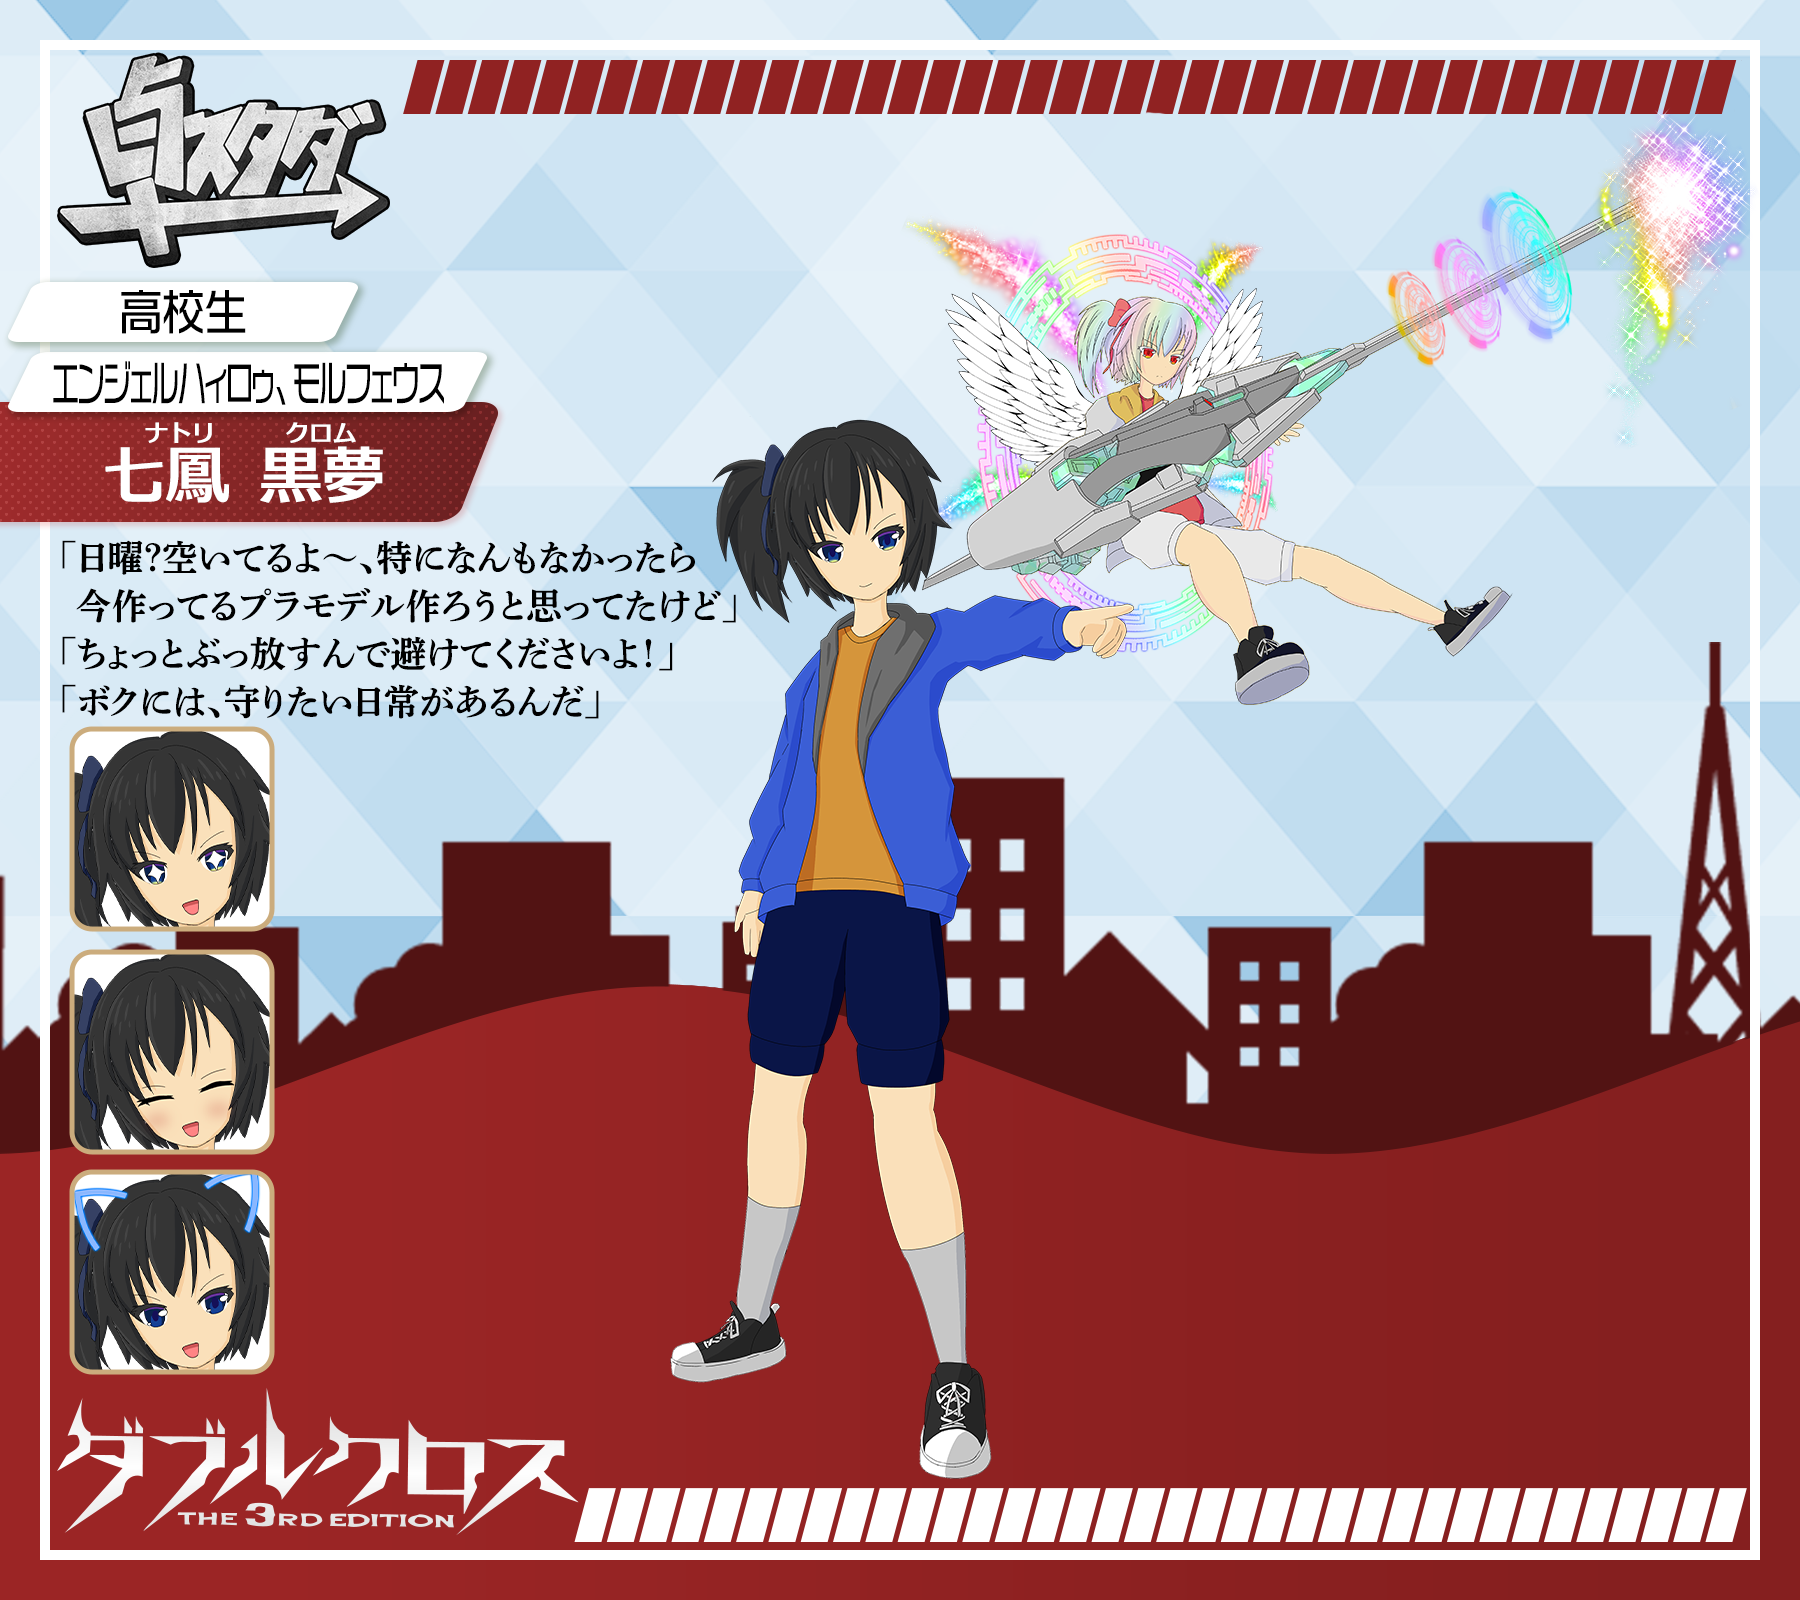 卓スタダ
高校生
エンジェルハィロゥ、モルフェウス
ナトリ クロム
七鳳 黒夢
「日曜?空いてるよ～、特になんもなかったら
今作ってるプラモデル作ろうと思ってたけど」
「ちょっとぶっ放すんで避けてくださいよ!」
「ボクには、守りたい日常があるんだ」
ダブルクロス
THE 3RD EDITION